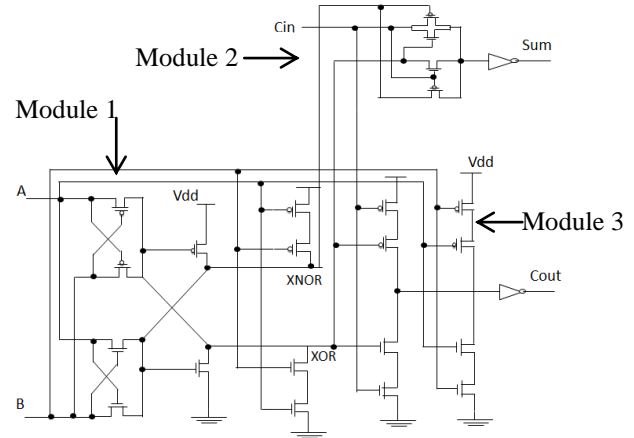 Cin
Sum
Module 2
Module 1
A
Vdd
Vdd
Module 3
XNOR
Cout
XOR
B